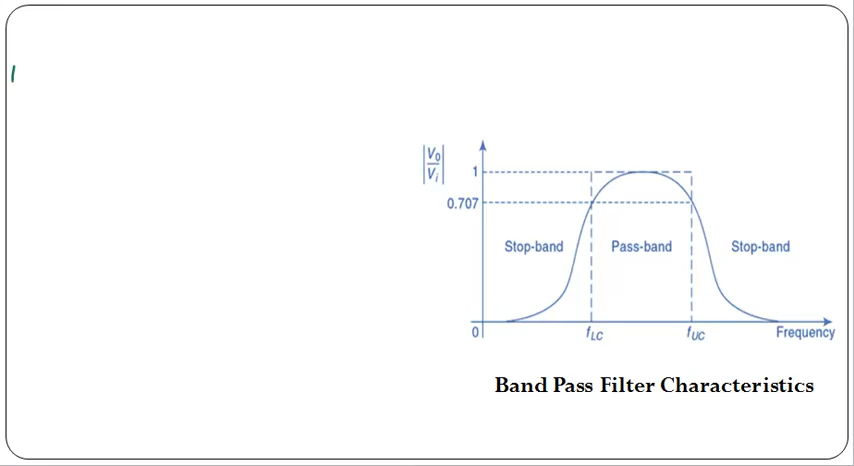 |V₀/Vᵢ|
1
0.707
Stop-band Pass-band Stop-band
0 fLC fUC Frequency
Band Pass Filter Characteristics